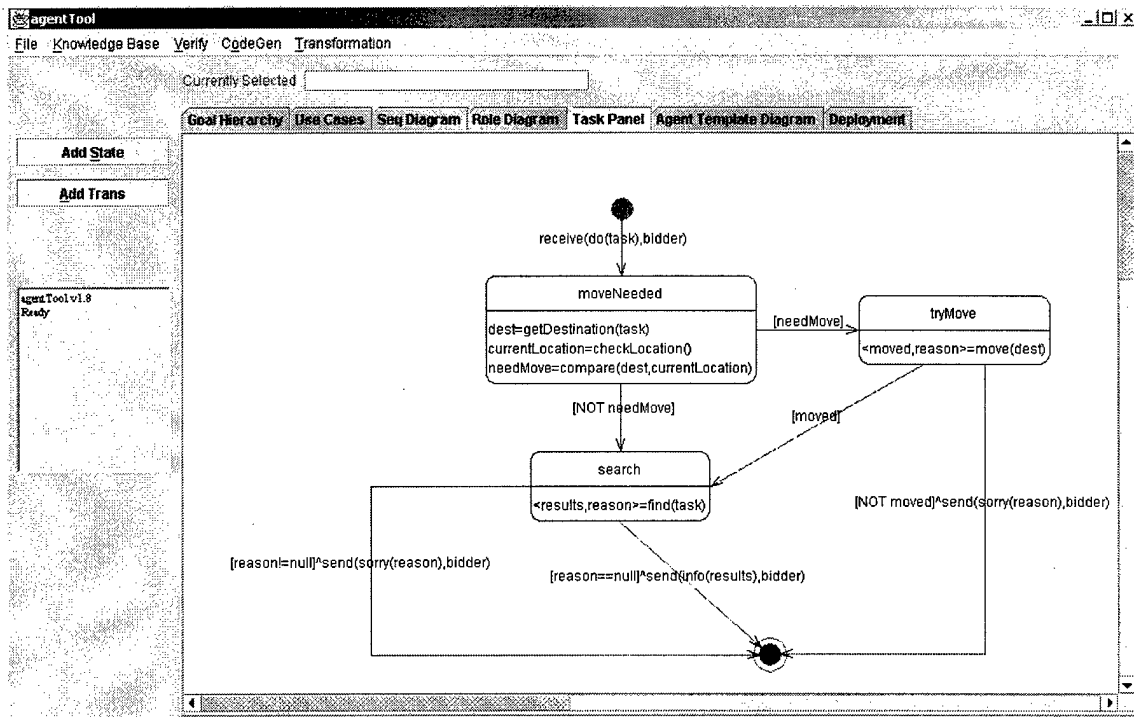 agentTool
File Knowledge Base Verify CodeGen Transformation
Currently Selected
Goal Hierarchy Use Cases Seq Diagram Role Diagram Task Panel Agent Template Diagram Deployment
Add State
Add Trans
agentTool v1.8
Ready
receive(do(task),bidder)
moveNeeded
dest=getDestination(task)
currentLocation=checkLocation()
needMove=compare(dest,currentLocation)
[needMove]
tryMove
<moved,reason>=move(dest)
[NOT needMove]
[moved]
search
<results,reason>=find(task)
[NOT moved]^send(sorry(reason),bidder)
[reason!=null]^send(sorry(reason),bidder)
[reason==null]^send(info(results),bidder)